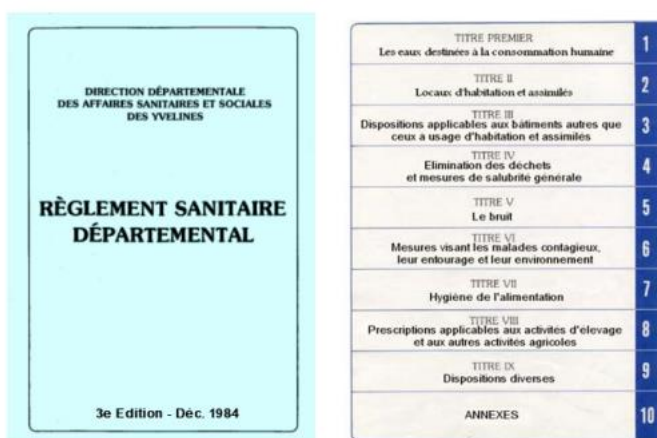 DIRECTION DÉPARTEMENTALE
DES AFFAIRES SANITAIRES ET SOCIALES
DES YVELINES
RÈGLEMENT SANITAIRE
DÉPARTEMENTAL
3e Edition - Déc. 1984
TITRE PREMIER
Les eaux destinées à la consommation humaine
1
TITRE II
Locaux d'habitation et assimilés
2
TITRE III
Dispositions applicables aux bâtiments autres que
ceux a usage d'habitation et assimilés
3
TITRE IV
Elimination des déchets
et mesures de salubrité générale
4
TITRE V
Le bruit
5
TITRE VI
Mesures visant les malades contagieux,
leur entourage et leur environnement
6
TITRE VII
Hygiène de l'alimentation
7
TITRE VIII
Prescriptions applicables aux activités d'élevage
et aux autres activités agricoles
8
TITRE IX
Dispositions diverses
9
ANNEXES
10